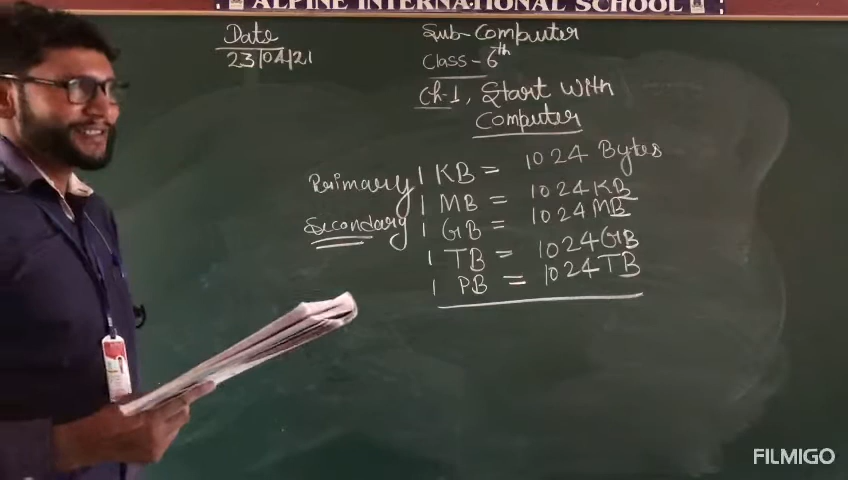 ALPINE INTERNATIONAL SCHOOL
Date
23/04/21
Sub- Computer
Class - 6th
Ch-1, Start With
Computer
Primary
Secondary
1 KB = 1024 Bytes
1 MB = 1024 KB
1 GB = 1024 MB
1 TB = 1024 GB
1 PB = 1024 TB
FILMIGO